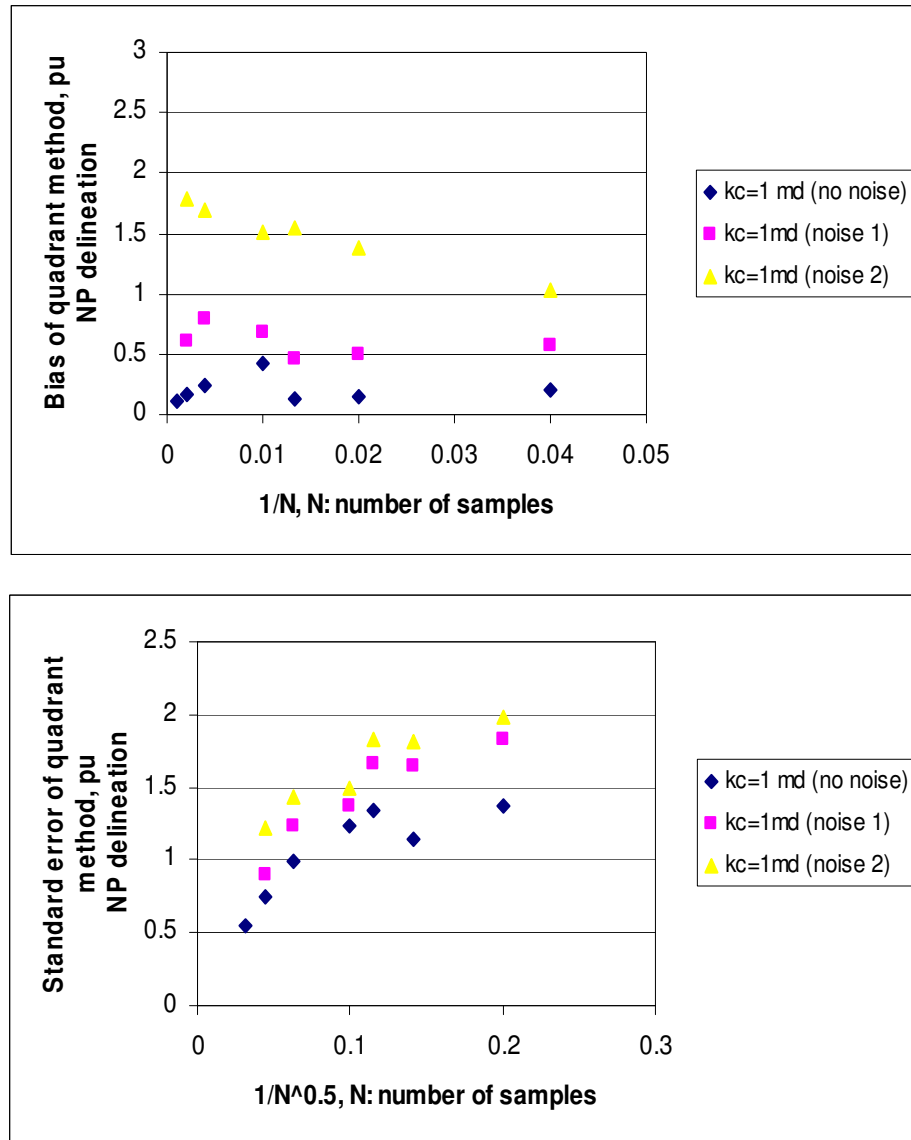 Bias of quadrant method, pu
NP delineation
3
2.5
2
1.5
1
0.5
0
0 0.01 0.02 0.03 0.04 0.05
1/N, N: number of samples
kc=1 md (no noise)
kc=1md (noise 1)
kc=1md (noise 2)
Standard error of quadrant
method, pu
NP delineation
2.5
2
1.5
1
0.5
0
0 0.1 0.2 0.3
1/N^0.5, N: number of samples
kc=1 md (no noise)
kc=1md (noise 1)
kc=1md (noise 2)